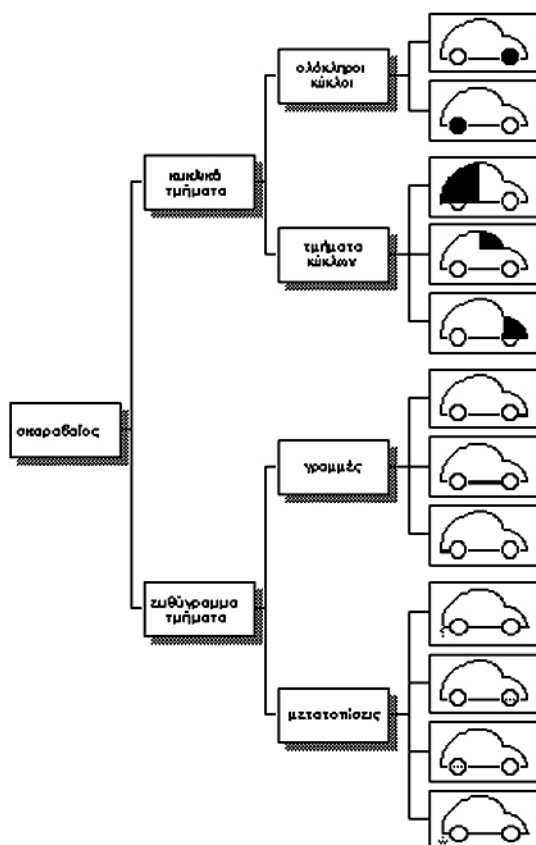 ολόκληροι
κύκλοι
κυκλικά
τμήματα
τμήματα
κύκλων
σκαραβαίος
γραμμές
ευθύγραμμα
τμήματα
μετατοπίσεις